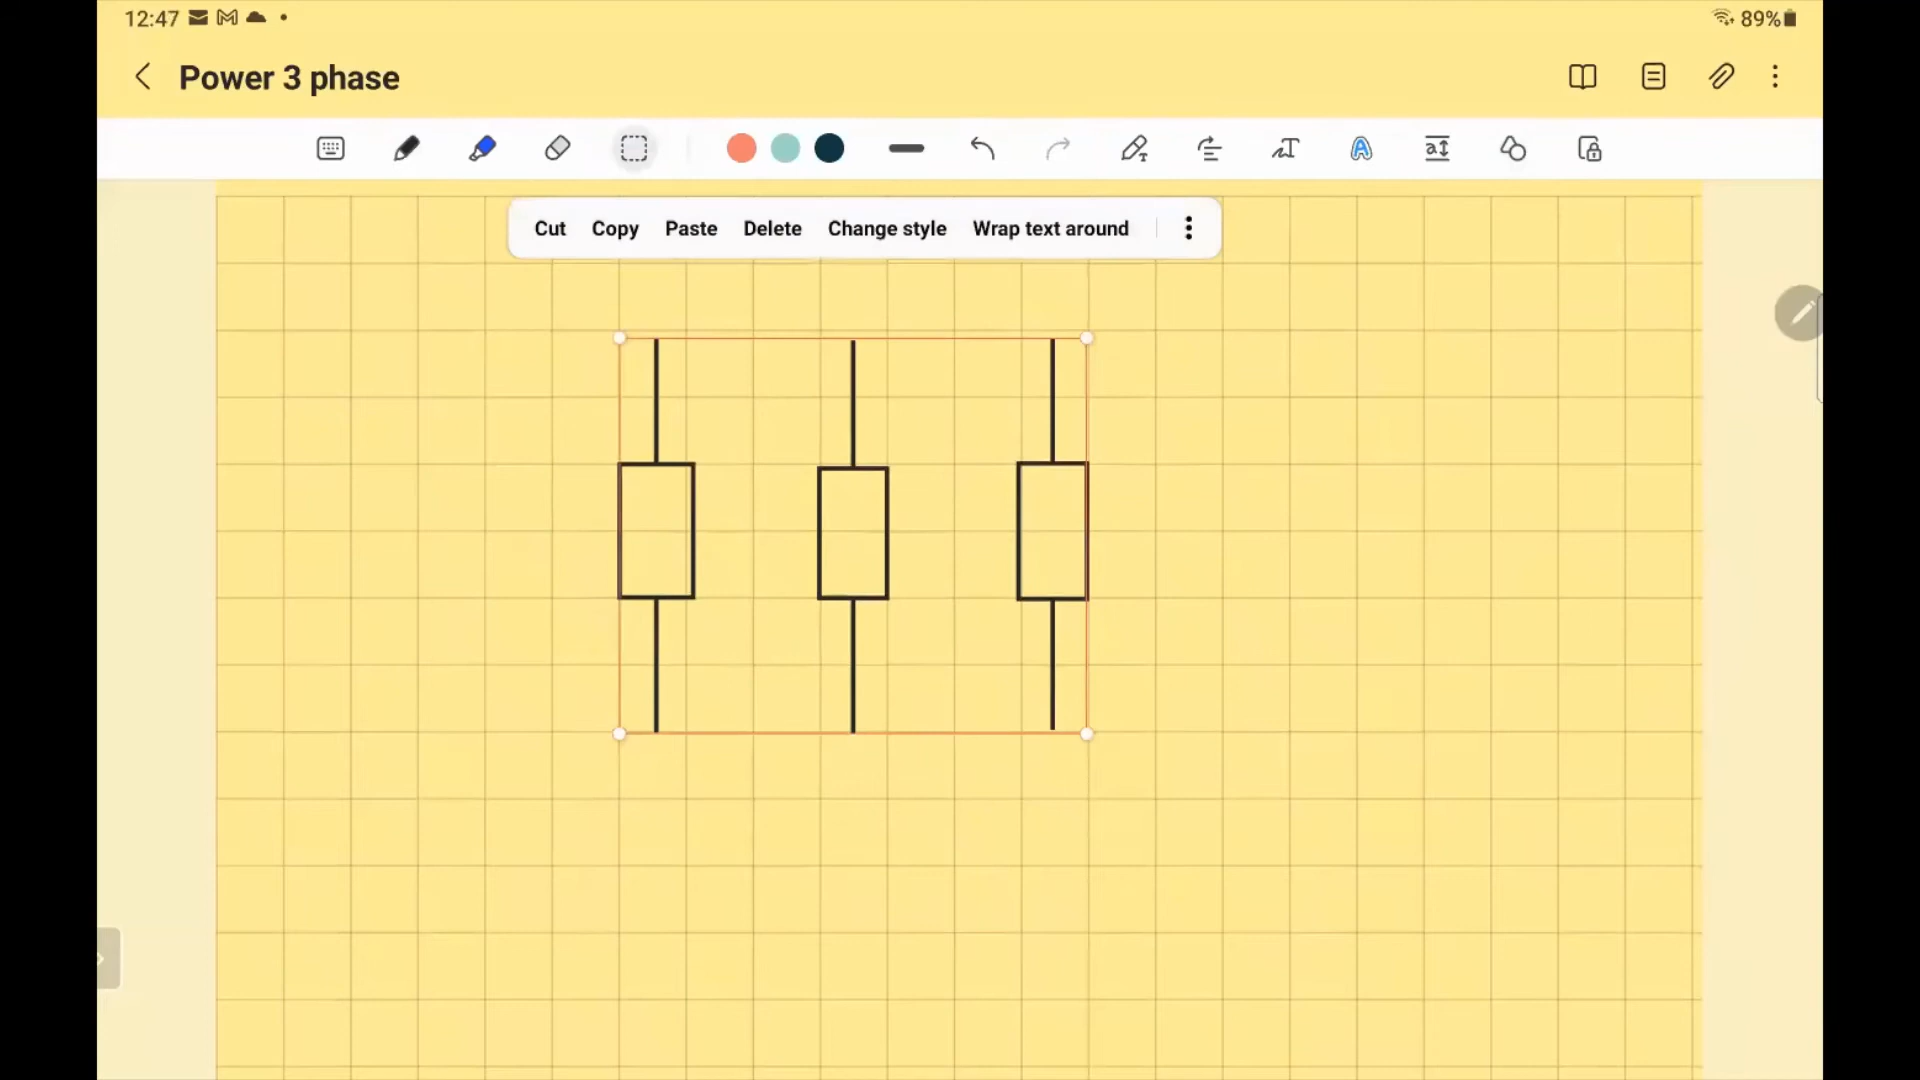 12:47
89%
Power 3 phase
Cut Copy Paste Delete Change style Wrap text around